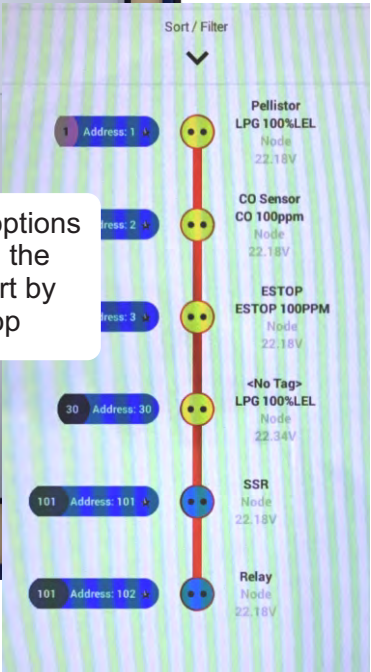 Sort / Filter
1 Address: 1
Pellistor
LPG 100%LEL
Node
22.18V
options
the
rt by
op
ress: 2
CO Sensor
CO 100ppm
Node
22.18V
ress: 3
ESTOP
ESTOP 100PPM
Node
22.18V
30 Address: 30
<No Tag>
LPG 100%LEL
Node
22.34V
101 Address: 101
SSR
Node
22.18V
101 Address: 102
Relay
Node
22.18V